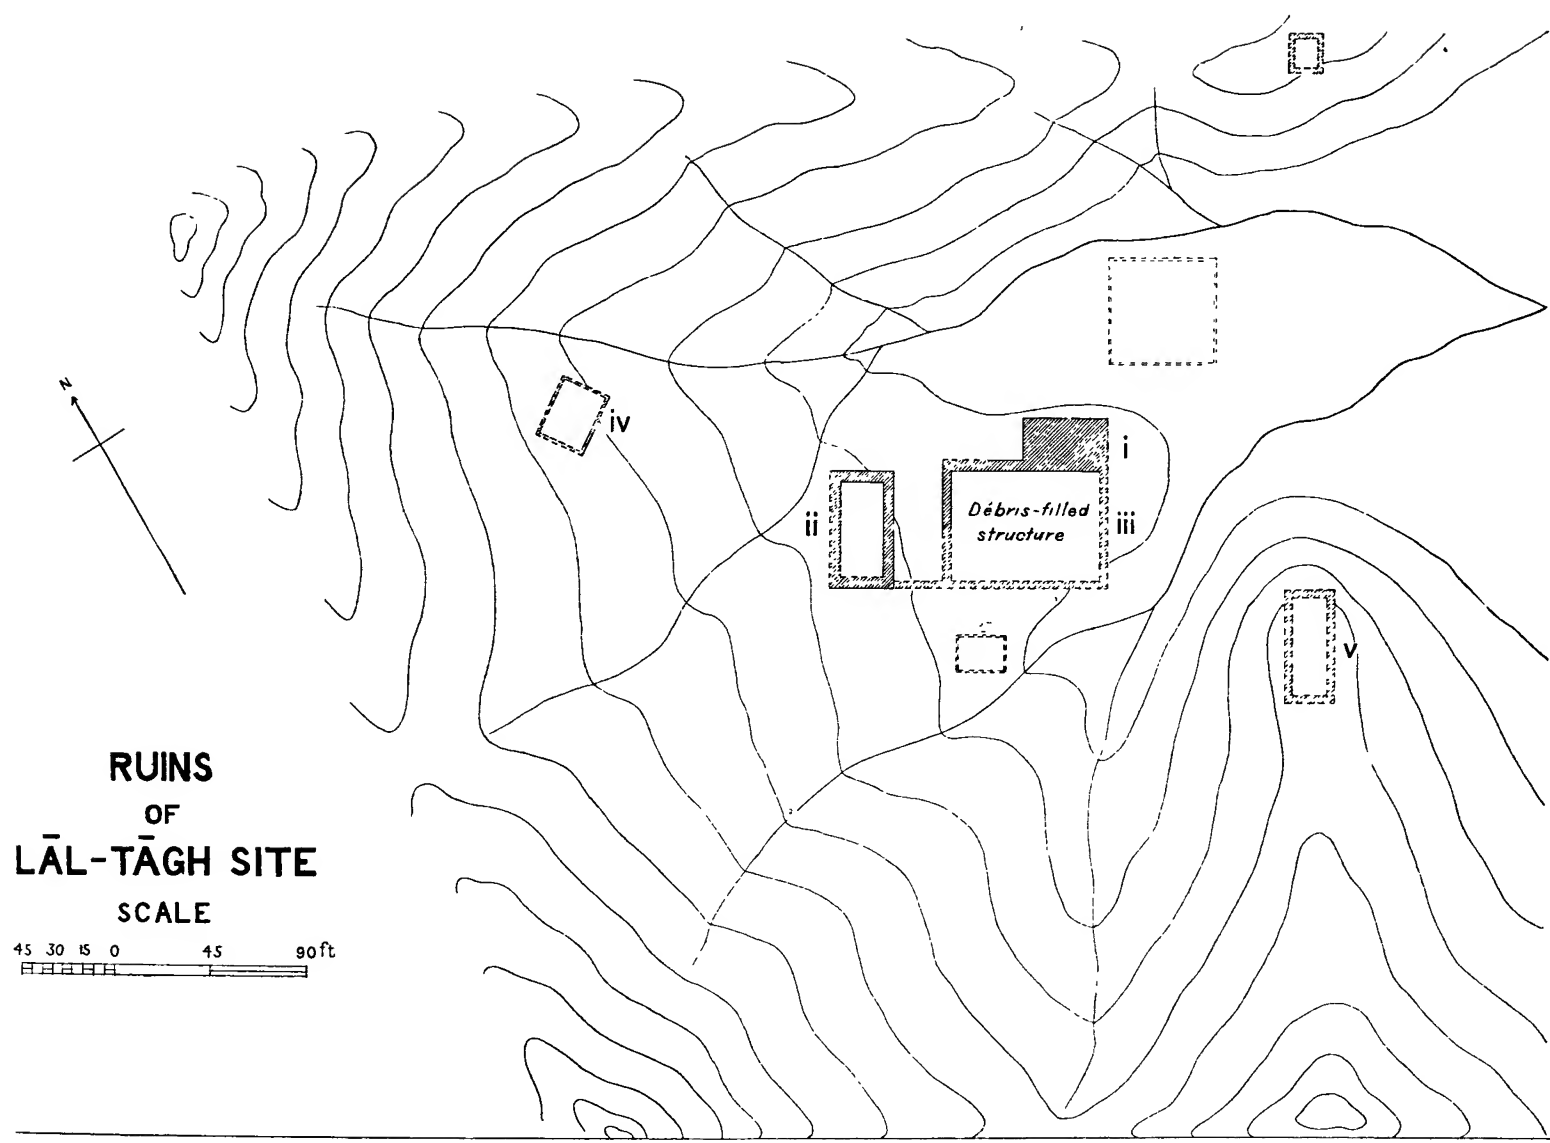 N
iv
i
ii
Débris-filled
structure
iii
v
RUINS
OF
LĀL-TĀGH SITE
SCALE
45 30 15 0 45 90 ft